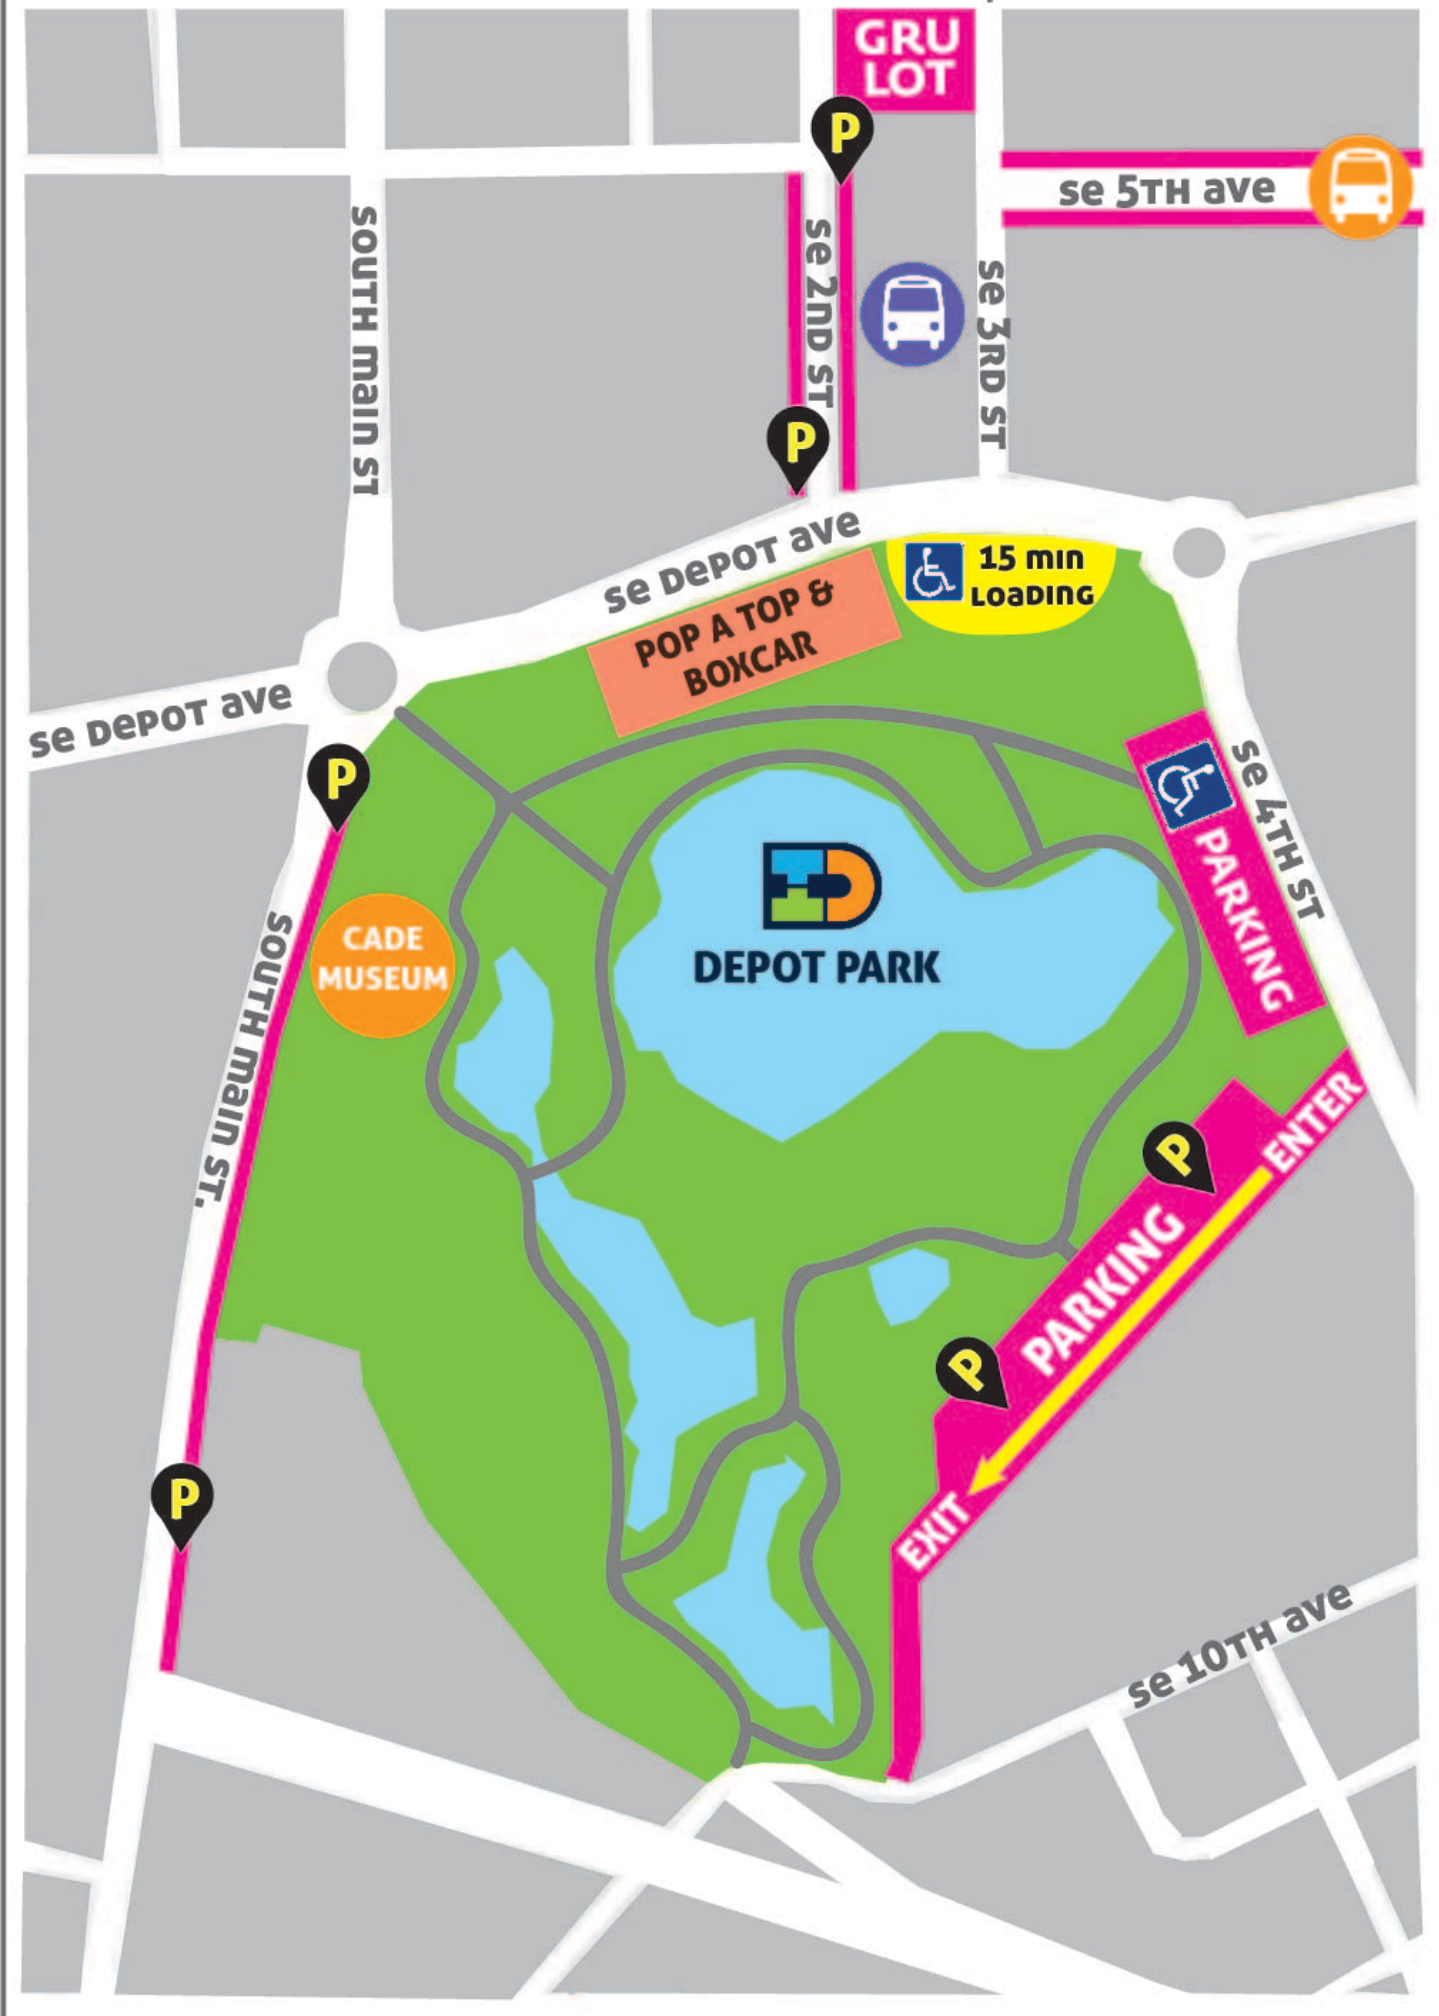 GRU
LOT
P
se 5TH ave
SOUTH main ST
se 2nD ST
se 3RD ST
P
se DePOT ave
15 min
LOaDInG
POP A TOP &
BOXCAR
se DePOT ave
P
se 4TH ST
PARKING
CADE
MUSEUM
DEPOT PARK
SOUTH main ST.
ENTER
P
PARKING
P
EXIT
P
se 10TH ave